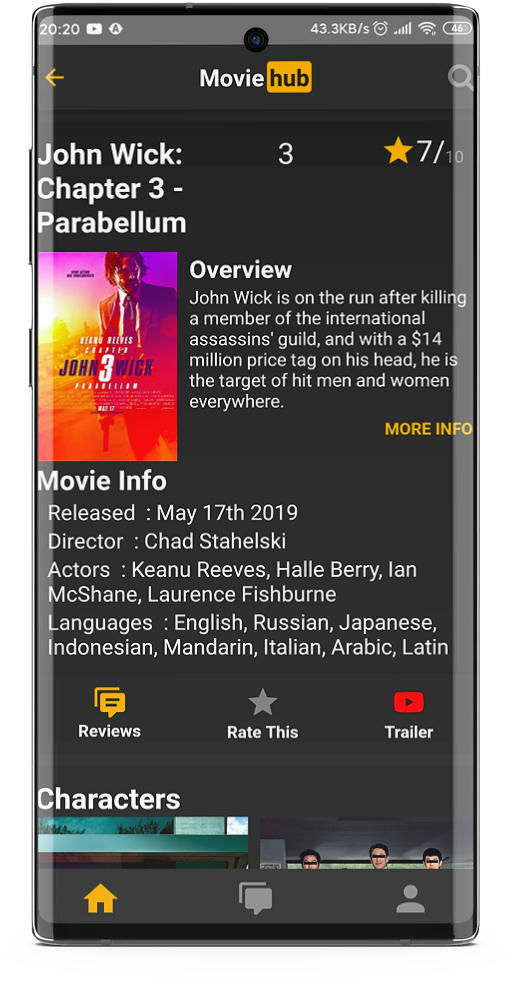 20:20 43.3KB/s 46
Movie hub
John Wick: 3 7/10
Chapter 3 -
Parabellum
KEANU REEVES
CHAPTER
JOHN 3 WICK
PARABELLUM
MAY 17
Overview
John Wick is on the run after killing
a member of the international
assassins' guild, and with a $14
million price tag on his head, he is
the target of hit men and women
everywhere.
MORE INFO
Movie Info
Released : May 17th 2019
Director : Chad Stahelski
Actors : Keanu Reeves, Halle Berry, Ian
McShane, Laurence Fishburne
Languages : English, Russian, Japanese,
Indonesian, Mandarin, Italian, Arabic, Latin
Reviews Rate This Trailer
Characters